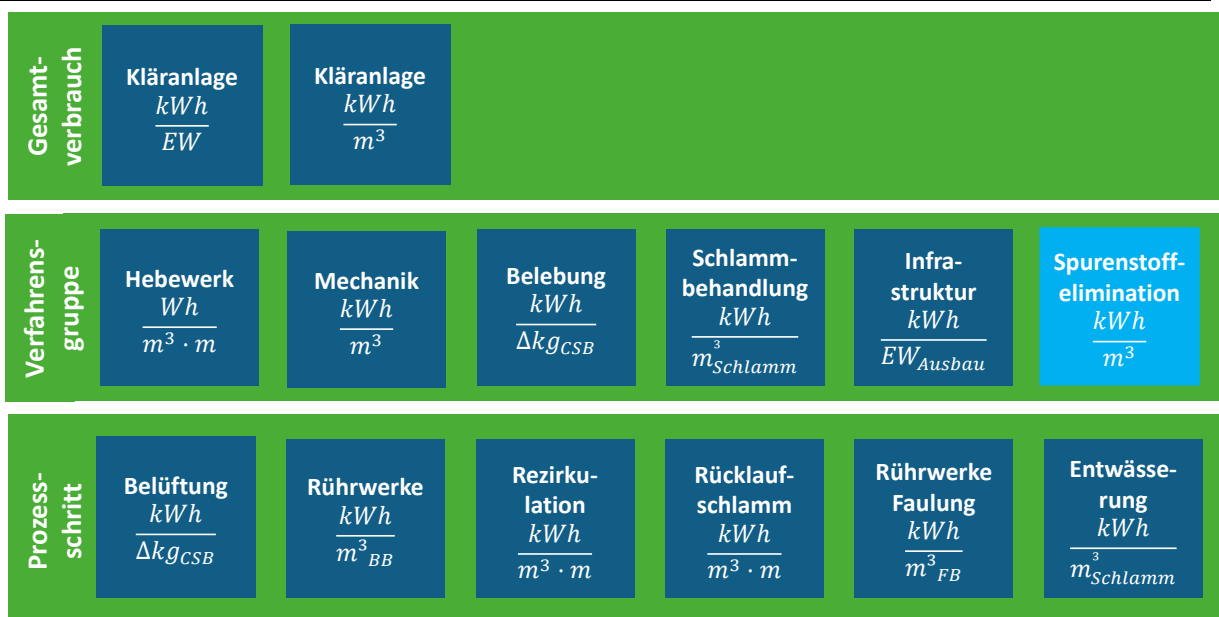 Gesamt-
verbrauch
Kläranlage
kWh
EW
Kläranlage
kWh
m³
Verfahrens-
gruppe
Hebewerk
Wh
m³ · m
Mechanik
kWh
m³
Belebung
kWh
Δkg_CSB
Schlamm-
behandlung
kWh
m³_Schlamm
Infra-
struktur
kWh
EW_Ausbau
Spurenstoff-
elimination
kWh
m³
Prozess-
schritt
Belüftung
kWh
Δkg_CSB
Rührwerke
kWh
m³_BB
Rezirku-
lation
kWh
m³ · m
Rücklauf-
schlamm
kWh
m³ · m
Rührwerke
Faulung
kWh
m³_FB
Entwässe-
rung
kWh
m³_Schlamm